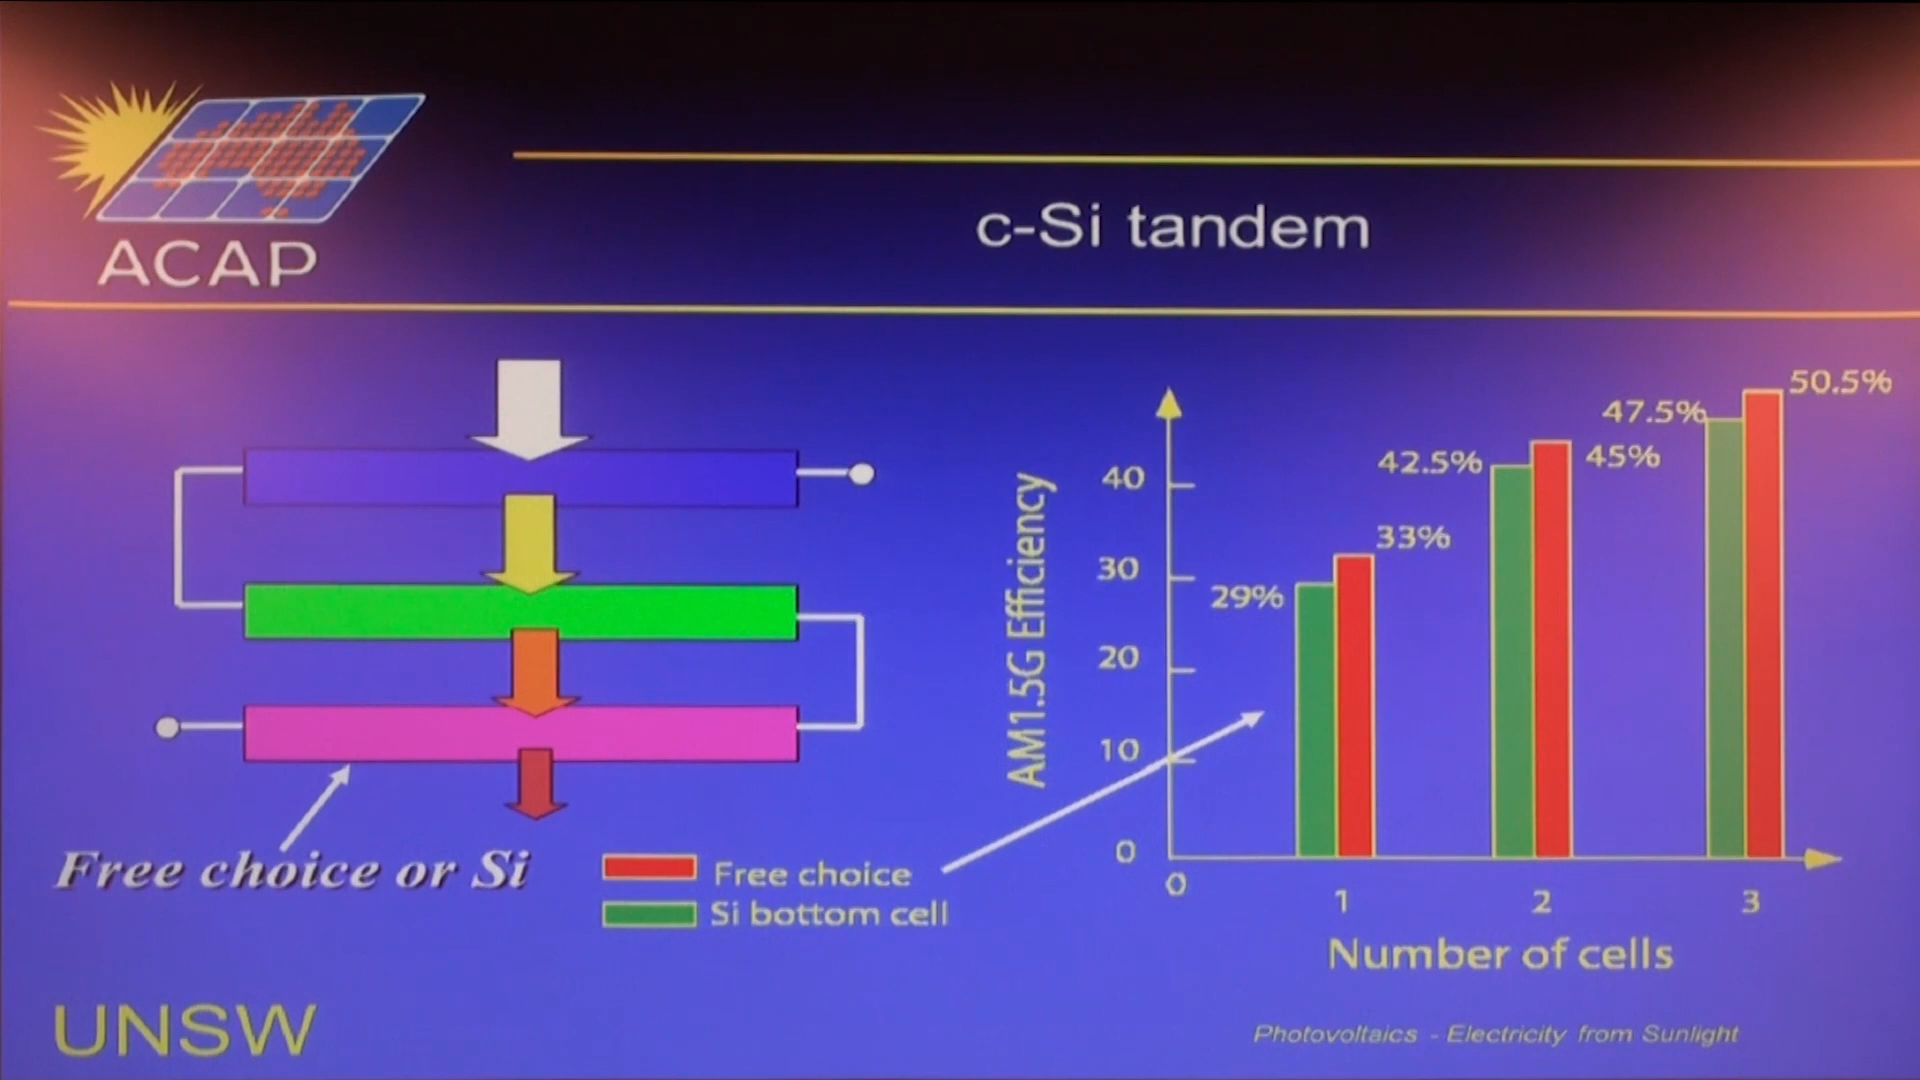 ACAP
c-Si tandem
Free choice or Si
Free choice
Si bottom cell
AM1.5G Efficiency
40
30
20
10
0
29%
33%
42.5%
45%
47.5%
50.5%
0
1
2
3
Number of cells
UNSW
Photovoltaics - Electricity from Sunlight